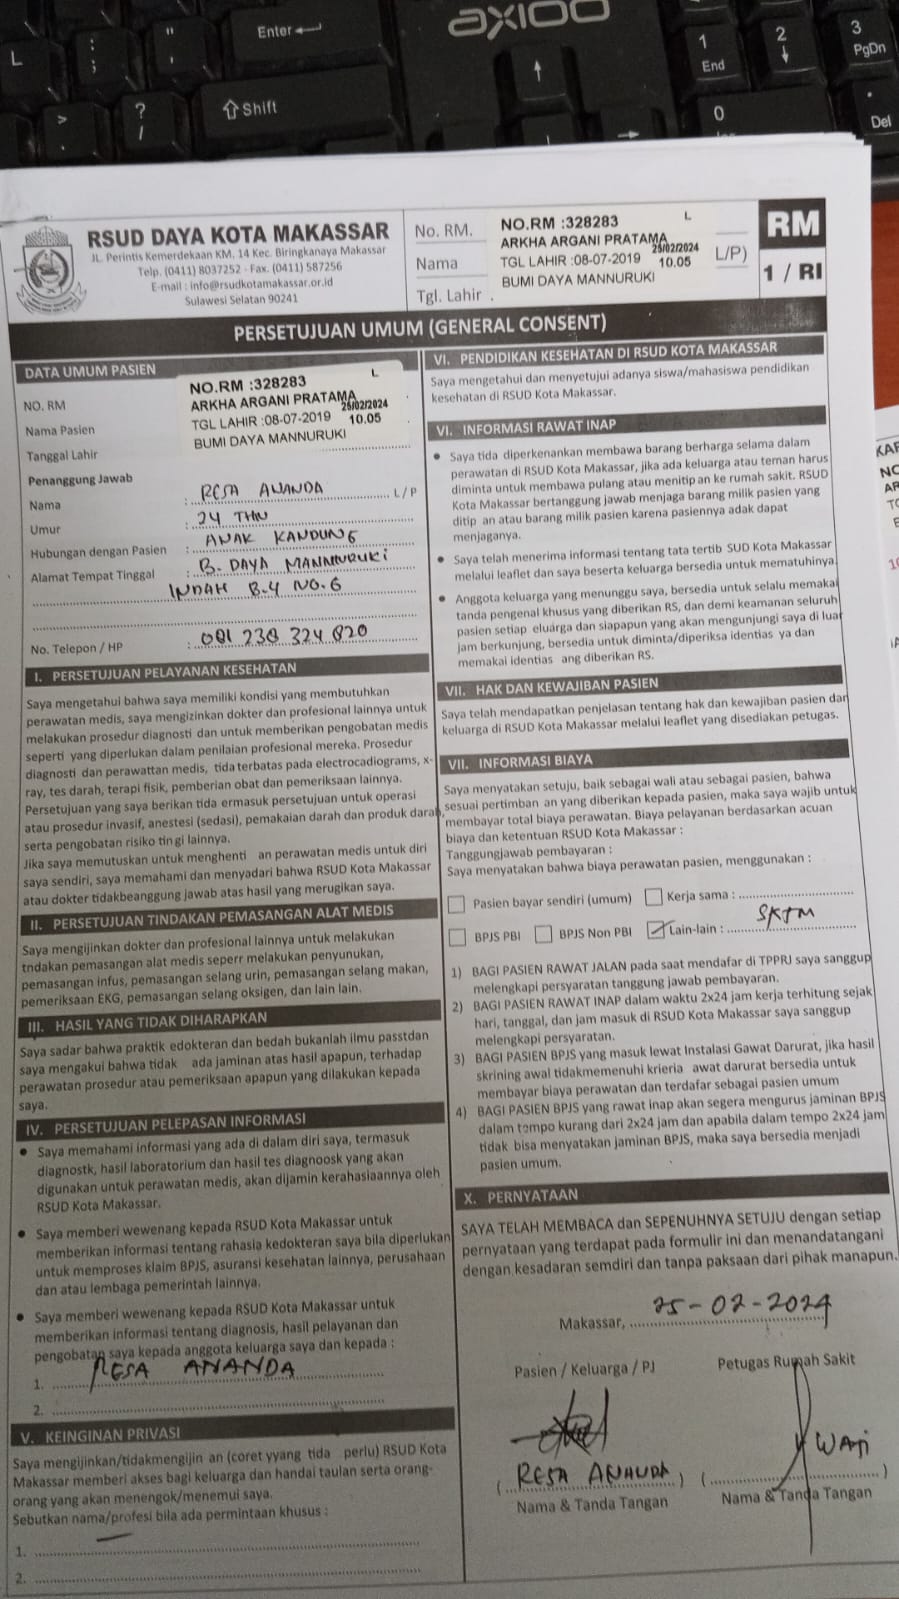 L
:
;
"
'
Enter
axioo
1
End
2
3
PgDn
>
.
?
/
Shift
0
.
Del
RSUD DAYA KOTA MAKASSAR
JL. Perintis Kemerdekaan KM, 14 Kec. Biringkanaya Makassar
Telp. (0411) 8037252 - Fax. (0411) 587256
E-mail : info@rsudkotamakassar.or.id
Sulawesi Selatan 90241
No. RM.
Nama
L/P)
Tgl. Lahir .
NO.RM :328283 L
ARKHA ARGANI PRATAMA
25/02/2024
TGL LAHIR :08-07-2019 10.05
BUMI DAYA MANNURUKI
RM
1 / RI
PERSETUJUAN UMUM (GENERAL CONSENT)
DATA UMUM PASIEN
NO. RM
Nama Pasien
Tanggal Lahir
NO.RM :328283 L
ARKHA ARGANI PRATAMA
25/02/2024
TGL LAHIR :08-07-2019 10.05
BUMI DAYA MANNURUKI
Penanggung Jawab
Nama : RESA ANANDA L / P
Umur : 24 THN
Hubungan dengan Pasien : ANAK KANDUNG
Alamat Tempat Tinggal : B. DAYA MANNURUKI
INDAH B.4 NO.6
No. Telepon / HP : 081 238 324 820
I. PERSETUJUAN PELAYANAN KESEHATAN
Saya mengetahui bahwa saya memiliki kondisi yang membutuhkan
perawatan medis, saya mengizinkan dokter dan profesional lainnya untuk
melakukan prosedur diagnosti dan untuk memberikan pengobatan medis
seperti yang diperlukan dalam penilaian profesional mereka. Prosedur
diagnosti dan perawattan medis, tida terbatas pada electrocadiograms, x-
ray, tes darah, terapi fisik, pemberian obat dan pemeriksaan lainnya.
Persetujuan yang saya berikan tida ermasuk persetujuan untuk operasi
atau prosedur invasif, anestesi (sedasi), pemakaian darah dan produk darah,
serta pengobatan risiko tin gi lainnya.
Jika saya memutuskan untuk menghenti an perawatan medis untuk diri
saya sendiri, saya memahami dan menyadari bahwa RSUD Kota Makassar
atau dokter tidakbeanggung jawab atas hasil yang merugikan saya.
II. PERSETUJUAN TINDAKAN PEMASANGAN ALAT MEDIS
Saya mengijinkan dokter dan profesional lainnya untuk melakukan
tndakan pemasangan alat medis seperr melakukan penyunukan,
pemasangan infus, pemasangan selang urin, pemasangan selang makan,
pemeriksaan EKG, pemasangan selang oksigen, dan lain lain.
III. HASIL YANG TIDAK DIHARAPKAN
Saya sadar bahwa praktik edokteran dan bedah bukanlah ilmu passtdan
saya mengakui bahwa tidak ada jaminan atas hasil apapun, terhadap
perawatan prosedur atau pemeriksaan apapun yang dilakukan kepada
saya.
IV. PERSETUJUAN PELEPASAN INFORMASI
• Saya memahami informasi yang ada di dalam diri saya, termasuk
diagnostk, hasil laboratorium dan hasil tes diagnoosk yang akan
digunakan untuk perawatan medis, akan dijamin kerahasiaannya oleh
RSUD Kota Makassar.
• Saya memberi wewenang kepada RSUD Kota Makassar untuk
memberikan informasi tentang rahasia kedokteran saya bila diperlukan
untuk memproses klaim BPJS, asuransi kesehatan lainnya, perusahaan
dan atau lembaga pemerintah lainnya.
• Saya memberi wewenang kepada RSUD Kota Makassar untuk
memberikan informasi tentang diagnosis, hasil pelayanan dan
pengobatan saya kepada anggota keluarga saya dan kepada :
1. RESA ANANDA
2.
V. KEINGINAN PRIVASI
Saya mengijinkan/tidakmengijin an (coret yyang tida perlu) RSUD Kota
Makassar memberi akses bagi keluarga dan handai taulan serta orang-
orang yang akan menengok/menemui saya.
Sebutkan nama/profesi bila ada permintaan khusus :
1.
2.
VI. PENDIDIKAN KESEHATAN DI RSUD KOTA MAKASSAR
Saya mengetahui dan menyetujui adanya siswa/mahasiswa pendidikan
kesehatan di RSUD Kota Makassar.
VI. INFORMASI RAWAT INAP
• Saya tida diperkenankan membawa barang berharga selama dalam
perawatan di RSUD Kota Makassar, jika ada keluarga atau teman harus
diminta untuk membawa pulang atau menitip an ke rumah sakit. RSUD
Kota Makassar bertanggung jawab menjaga barang milik pasien yang
ditip an atau barang milik pasien karena pasiennya adak dapat
menjaganya.
• Saya telah menerima informasi tentang tata tertib SUD Kota Makassar
melalui leaflet dan saya beserta keluarga bersedia untuk mematuhinya.
• Anggota keluarga yang menunggu saya, bersedia untuk selalu memakai
tanda pengenal khusus yang diberikan RS, dan demi keamanan seluruh
pasien setiap eluarga dan siapapun yang akan mengunjungi saya di luar
jam berkunjung, bersedia untuk diminta/diperiksa identias ya dan
memakai identias ang diberikan RS.
VII. HAK DAN KEWAJIBAN PASIEN
Saya telah mendapatkan penjelasan tentang hak dan kewajiban pasien dan
keluarga di RSUD Kota Makassar melalui leaflet yang disediakan petugas.
VII. INFORMASI BIAYA
Saya menyatakan setuju, baik sebagai wali atau sebagai pasien, bahwa
sesuai pertimban an yang diberikan kepada pasien, maka saya wajib untuk
membayar total biaya perawatan. Biaya pelayanan berdasarkan acuan
biaya dan ketentuan RSUD Kota Makassar :
Tanggungjawab pembayaran :
Saya menyatakan bahwa biaya perawatan pasien, menggunakan :
Pasien bayar sendiri (umum) Kerja sama :
BPJS PBI BPJS Non PBI Lain-lain : SKTM
1) BAGI PASIEN RAWAT JALAN pada saat mendafar di TPPRJ saya sanggup
melengkapi persyaratan tanggung jawab pembayaran.
2) BAGI PASIEN RAWAT INAP dalam waktu 2x24 jam kerja terhitung sejak
hari, tanggal, dan jam masuk di RSUD Kota Makassar saya sanggup
melengkapi persyaratan.
3) BAGI PASIEN BPJS yang masuk lewat Instalasi Gawat Darurat, jika hasil
skrining awal tidakmemenuhi krieria awat darurat bersedia untuk
membayar biaya perawatan dan terdafar sebagai pasien umum
4) BAGI PASIEN BPJS yang rawat inap akan segera mengurus jaminan BPJS
dalam tempo kurang dari 2x24 jam dan apabila dalam tempo 2x24 jam
tidak bisa menyatakan jaminan BPJS, maka saya bersedia menjadi
pasien umum.
X. PERNYATAAN
SAYA TELAH MEMBACA dan SEPENUHNYA SETUJU dengan setiap
pernyataan yang terdapat pada formulir ini dan menandatangani
dengan kesadaran semdiri dan tanpa paksaan dari pihak manapun.
Makassar, 25-02-2024
Pasien / Keluarga / PJ Petugas Rumah Sakit
( RESA ANANDA ) ( WATI )
Nama & Tanda Tangan Nama & Tanda Tangan